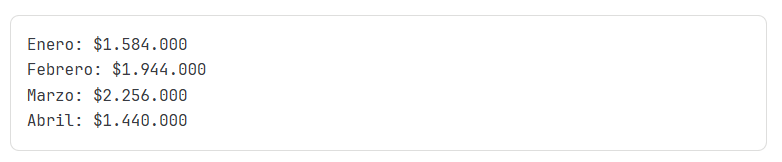 Enero: $1.584.000
Febrero: $1.944.000
Marzo: $2.256.000
Abril: $1.440.000